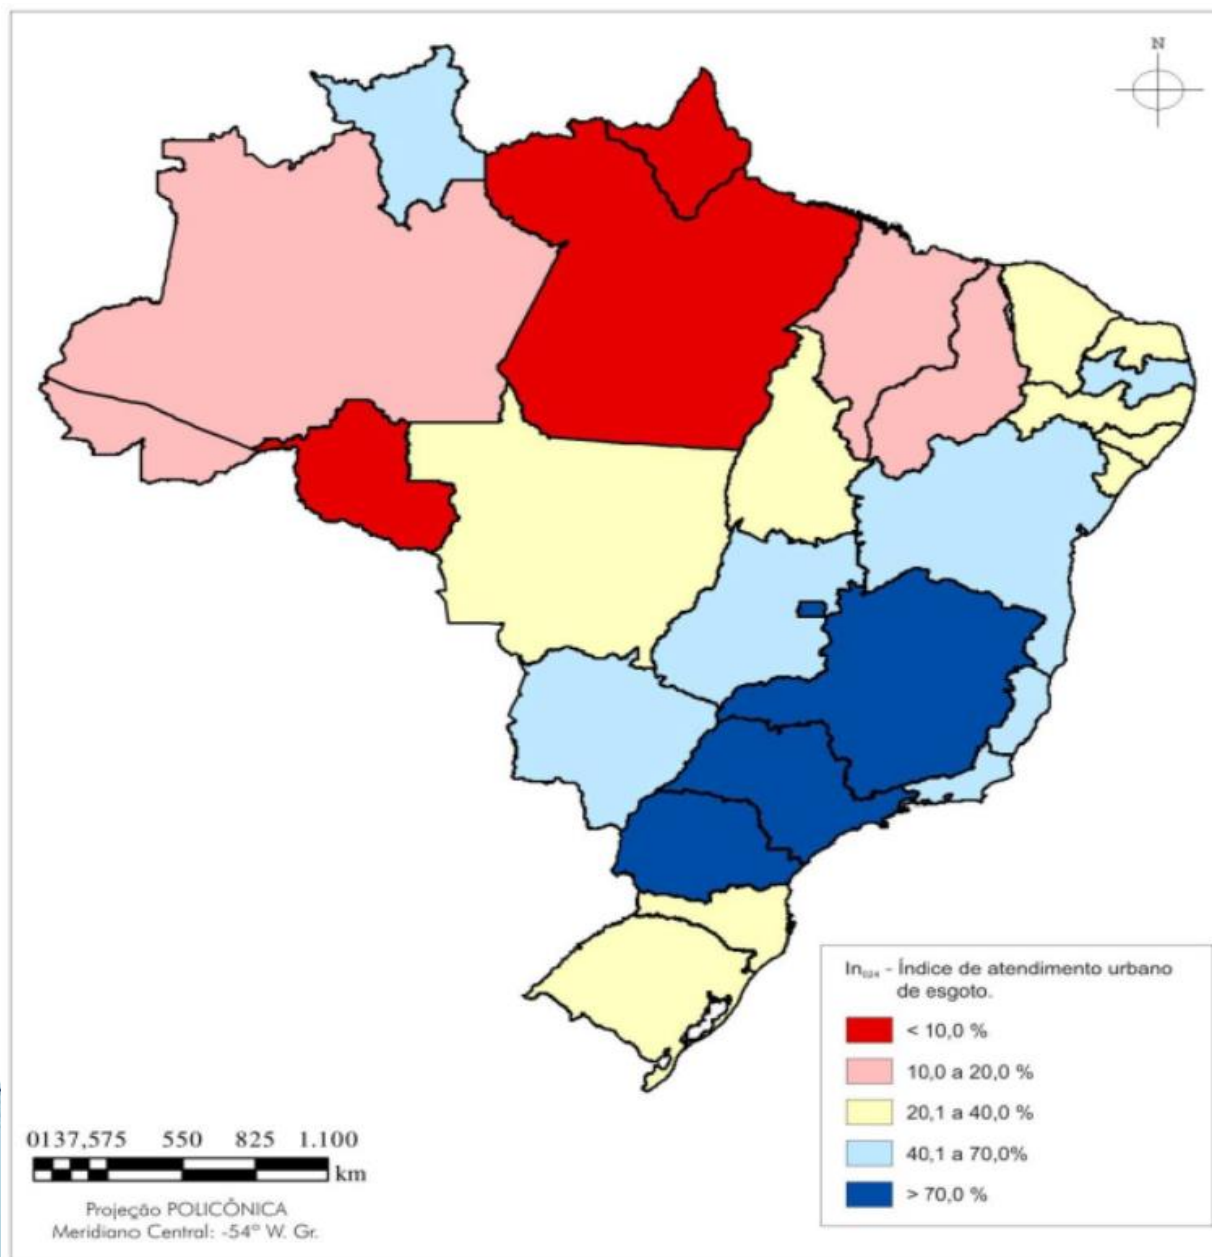 N
In₀₂₄ - Índice de atendimento urbano
de esgoto.
< 10,0 %
10,0 a 20,0 %
20,1 a 40,0 %
40,1 a 70,0%
> 70,0 %
0137,575 550 825 1.100
km
Projeção POLICÔNICA
Meridiano Central: -54º W. Gr.